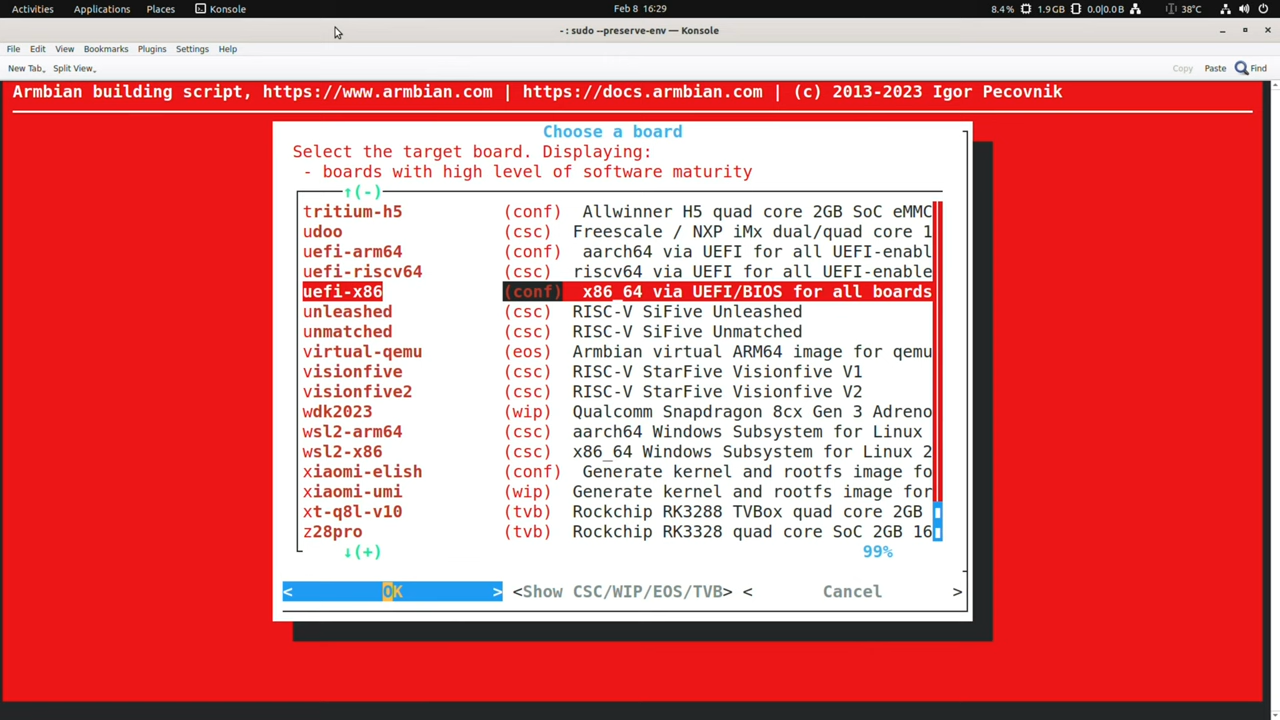 Activities Applications Places Konsole Feb 8 16:29 8.4% 1.9GB 0.0|0.0B 38°C
- : sudo --preserve-env — Konsole
File Edit View Bookmarks Plugins Settings Help
New Tab Split View Copy Paste Find
Armbian building script, https://www.armbian.com | https://docs.armbian.com | (c) 2013-2023 Igor Pecovnik
Choose a board
Select the target board. Displaying:
- boards with high level of software maturity
↑(-)
tritium-h5 (conf) Allwinner H5 quad core 2GB SoC eMMC
udoo (csc) Freescale / NXP iMx dual/quad core 1
uefi-arm64 (conf) aarch64 via UEFI for all UEFI-enabl
uefi-riscv64 (csc) riscv64 via UEFI for all UEFI-enable
uefi-x86 (conf) x86_64 via UEFI/BIOS for all boards
unleashed (csc) RISC-V SiFive Unleashed
unmatched (csc) RISC-V SiFive Unmatched
virtual-qemu (eos) Armbian virtual ARM64 image for qemu
visionfive (csc) RISC-V StarFive Visionfive V1
visionfive2 (csc) RISC-V StarFive Visionfive V2
wdk2023 (wip) Qualcomm Snapdragon 8cx Gen 3 Adreno
wsl2-arm64 (csc) aarch64 Windows Subsystem for Linux
wsl2-x86 (csc) x86_64 Windows Subsystem for Linux 2
xiaomi-elish (conf) Generate kernel and rootfs image fo
xiaomi-umi (wip) Generate kernel and rootfs image for
xt-q8l-v10 (tvb) Rockchip RK3288 TVBox quad core 2GB
z28pro (tvb) Rockchip RK3328 quad core SoC 2GB 16
↓(+) 99%
< OK > <Show CSC/WIP/EOS/TVB> < Cancel >